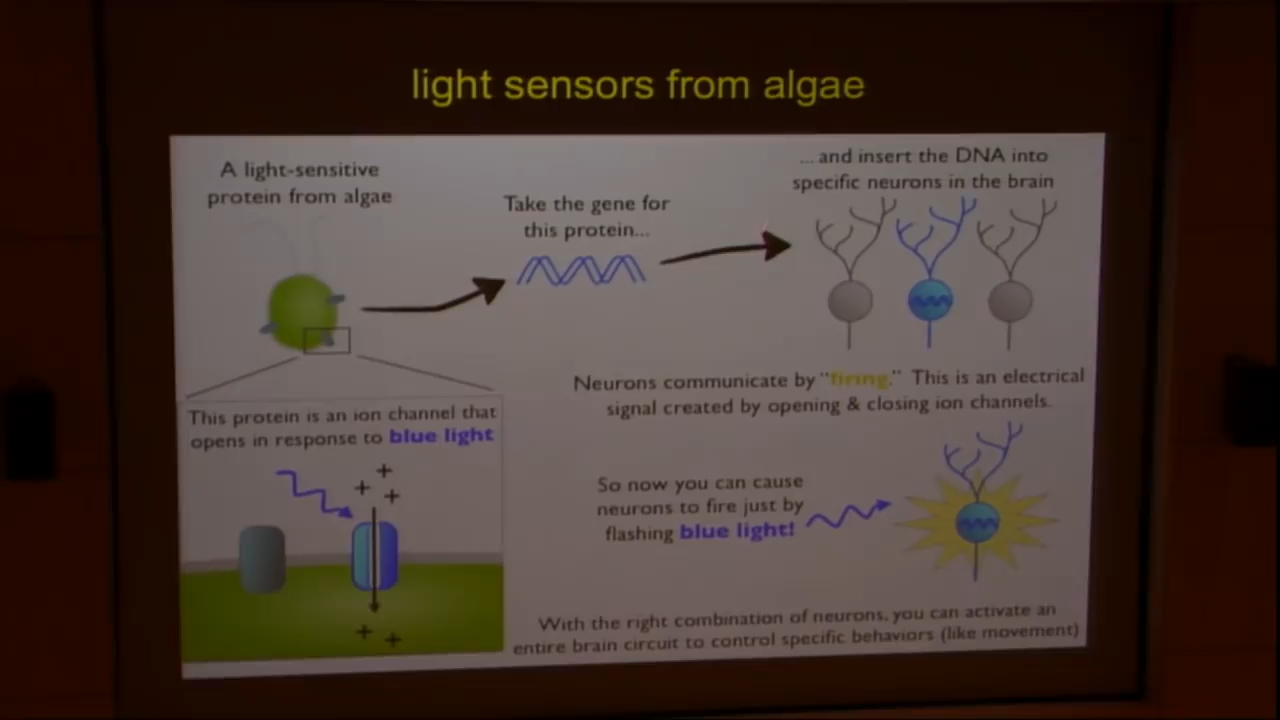 light sensors from algae
A light-sensitive
protein from algae
Take the gene for
this protein...
...and insert the DNA into
specific neurons in the brain
This protein is an ion channel that
opens in response to blue light
+
+
+
+
+
Neurons communicate by "firing." This is an electrical
signal created by opening & closing ion channels.
So now you can cause
neurons to fire just by
flashing blue light!
With the right combination of neurons, you can activate an
entire brain circuit to control specific behaviors (like movement)